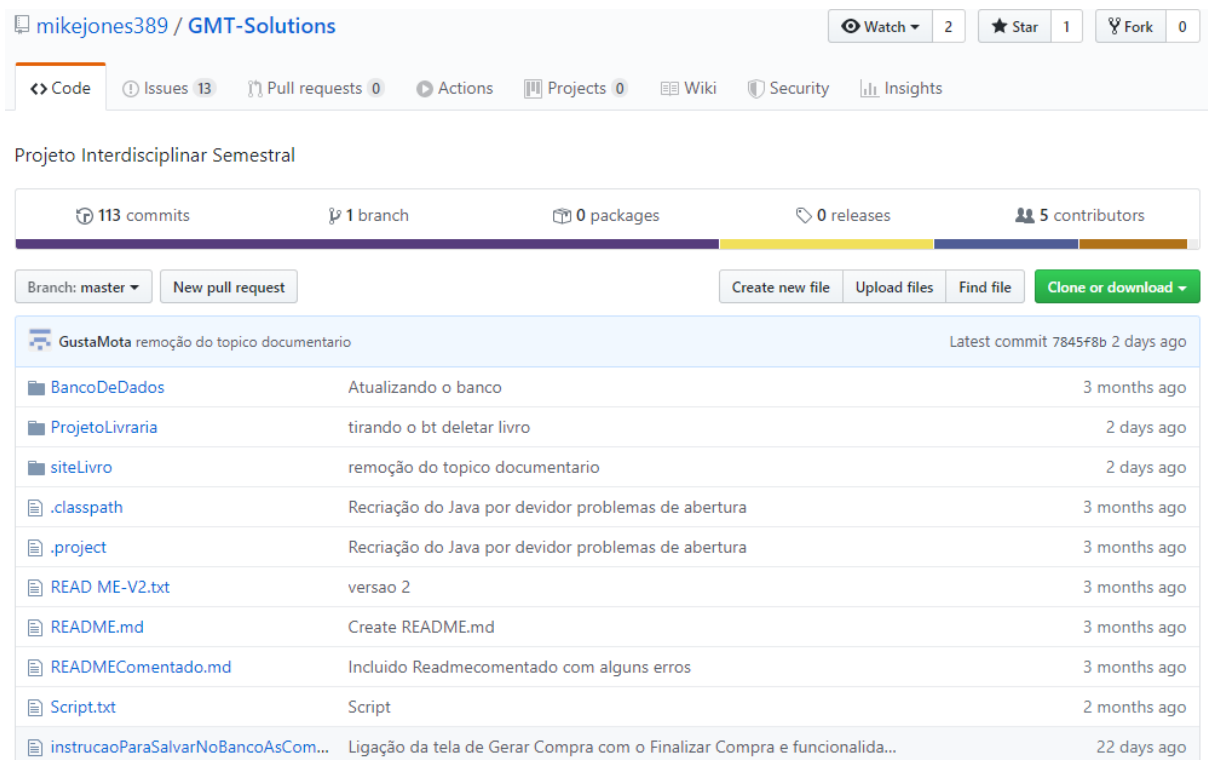 mikejones389 / GMT-Solutions Watch 2 Star 1 Fork 0
Code Issues 13 Pull requests 0 Actions Projects 0 Wiki Security Insights
Projeto Interdisciplinar Semestral
113 commits 1 branch 0 packages 0 releases 5 contributors
Branch: master New pull request Create new file Upload files Find file Clone or download
GustaMota remoção do topico documentario Latest commit 7845f8b 2 days ago
BancoDeDados Atualizando o banco 3 months ago
ProjetoLivraria tirando o bt deletar livro 2 days ago
siteLivro remoção do topico documentario 2 days ago
.classpath Recriação do Java por devidor problemas de abertura 3 months ago
.project Recriação do Java por devidor problemas de abertura 3 months ago
READ ME-V2.txt versao 2 3 months ago
README.md Create README.md 3 months ago
READMEComentado.md Incluido Readmecomentado com alguns erros 3 months ago
Script.txt Script 2 months ago
instrucaoParaSalvarNoBancoAsCom... Ligação da tela de Gerar Compra com o Finalizar Compra e funcionalida... 22 days ago